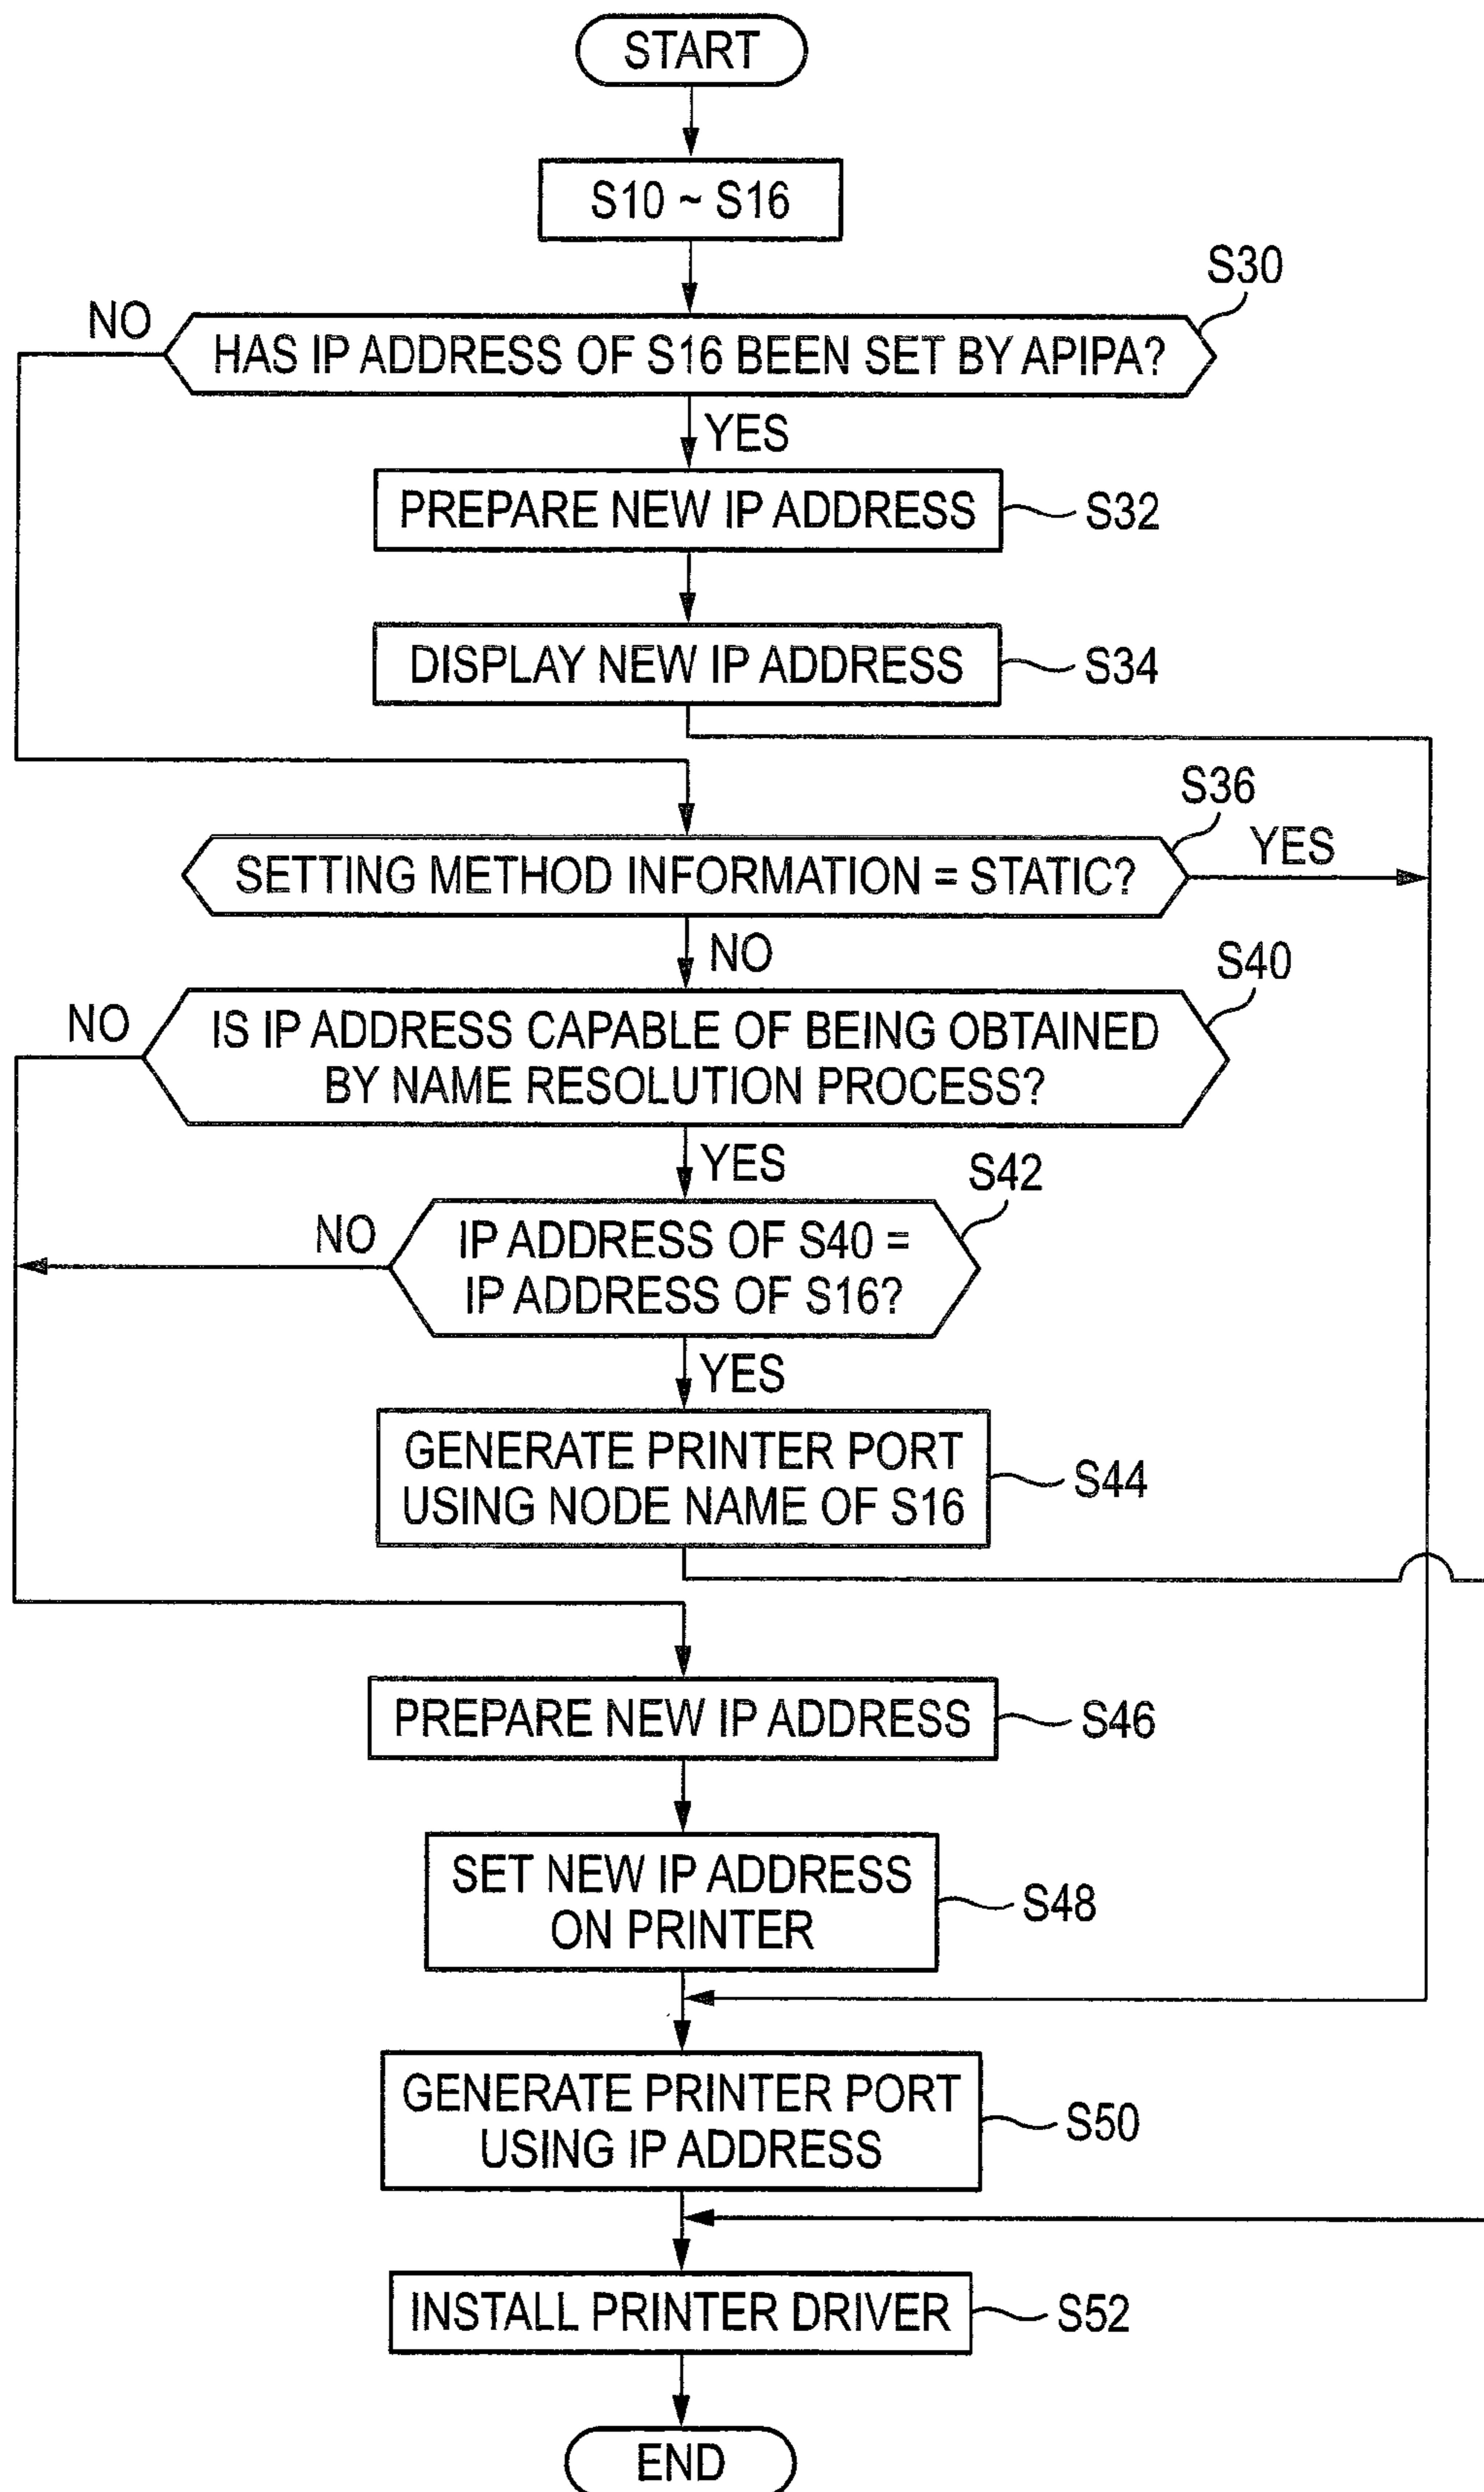 START
S10 ~ S16
S30
NO
HAS IP ADDRESS OF S16 BEEN SET BY APIPA?
YES
PREPARE NEW IP ADDRESS
S32
DISPLAY NEW IP ADDRESS
S34
S36
SETTING METHOD INFORMATION = STATIC?
YES
NO
S40
NO
IS IP ADDRESS CAPABLE OF BEING OBTAINED
BY NAME RESOLUTION PROCESS?
YES
S42
NO
IP ADDRESS OF S40 =
IP ADDRESS OF S16?
YES
GENERATE PRINTER PORT
USING NODE NAME OF S16
S44
PREPARE NEW IP ADDRESS
S46
SET NEW IP ADDRESS
ON PRINTER
S48
GENERATE PRINTER PORT
USING IP ADDRESS
S50
INSTALL PRINTER DRIVER
S52
END